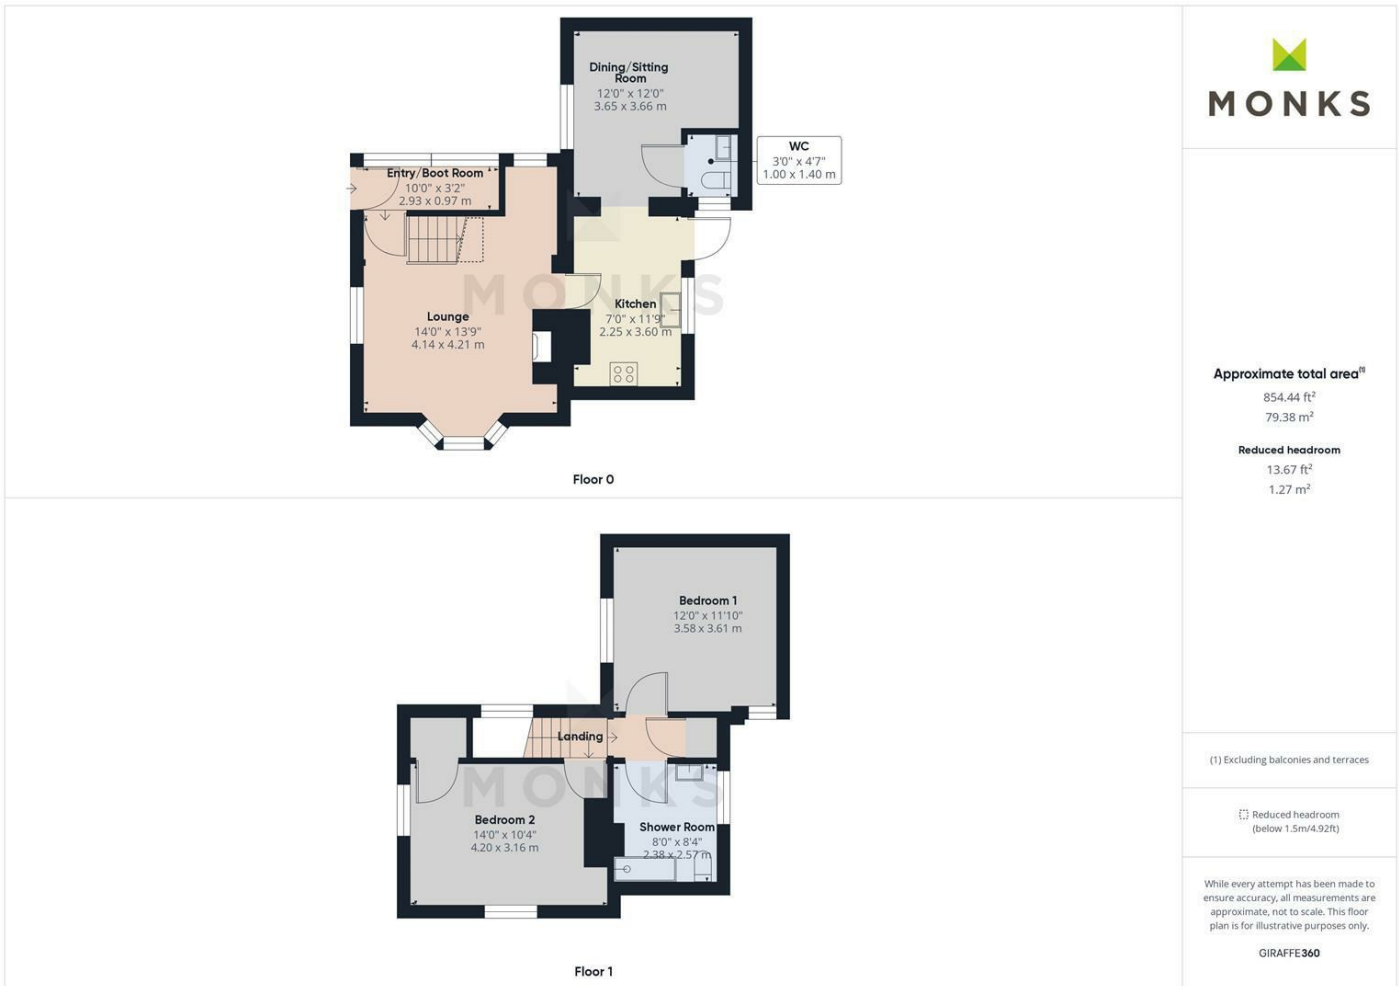 Dining/Sitting
Room
12'0" x 12'0"
3.65 x 3.66 m
WC
3'0" x 4'7"
1.00 x 1.40 m
Entry/Boot Room
10'0" x 3'2"
2.93 x 0.97 m
MONKS
Kitchen
7'0" x 11'9"
2.25 x 3.60 m
Lounge
14'0" x 13'9"
4.14 x 4.21 m
Floor 0
Bedroom 1
12'0" x 11'10"
3.58 x 3.61 m
Landing
MONKS
Bedroom 2
14'0" x 10'4"
4.20 x 3.16 m
Shower Room
8'0" x 8'4"
2.38 x 2.57 m
Floor 1
MONKS
Approximate total area(1)
854.44 ft²
79.38 m²
Reduced headroom
13.67 ft²
1.27 m²
(1) Excluding balconies and terraces
Reduced headroom
(below 1.5m/4.92ft)
While every attempt has been made to
ensure accuracy, all measurements are
approximate, not to scale. This floor
plan is for illustrative purposes only.
GIRAFFE360